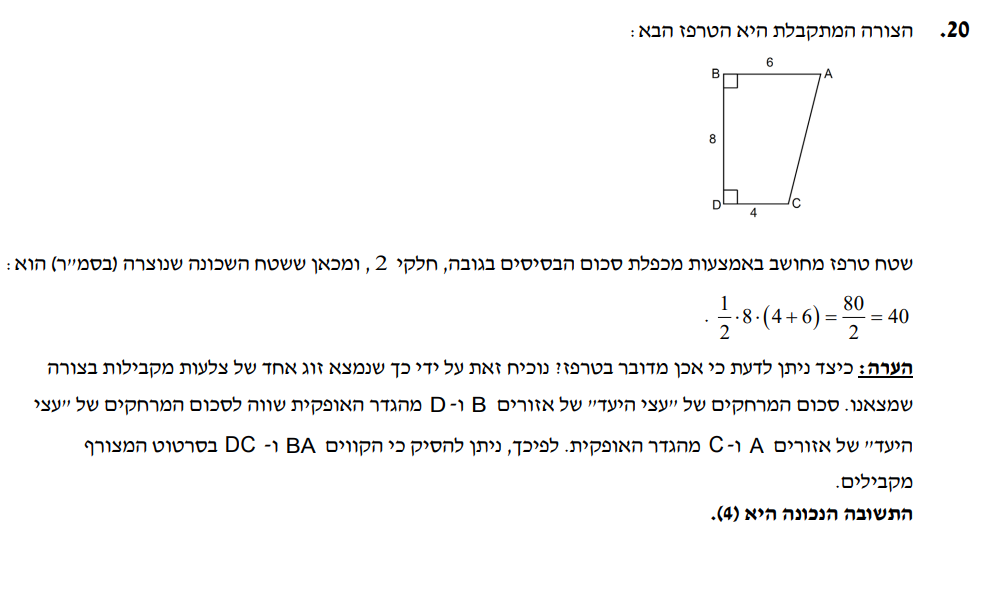 20. הצורה המתקבלת היא הטרפז הבא:
6
B A
8
D C
4
שטח טרפז מחושב באמצעות מכפלת סכום הבסיסים בגובה, חלקי 2, ומכאן ששטח השכונה שנוצרה (בסמ״ר) הוא:
. 1/2 ⋅8⋅(4+6) = 80/2 = 40
הערה: כיצד ניתן לדעת כי אכן מדובר בטרפז? נוכיח זאת על ידי כך שנמצא זוג אחד של צלעות מקבילות בצורה
שמצאנו. סכום המרחקים של ״עצי היעד״ של אזורים B ו-D מהגדר האופקית שווה לסכום המרחקים של ״עצי
היעד״ של אזורים A ו-C מהגדר האופקית. לפיכך, ניתן להסיק כי הקווים BA ו- DC בסרטוט המצורף
מקבילים.
התשובה הנכונה היא (4).